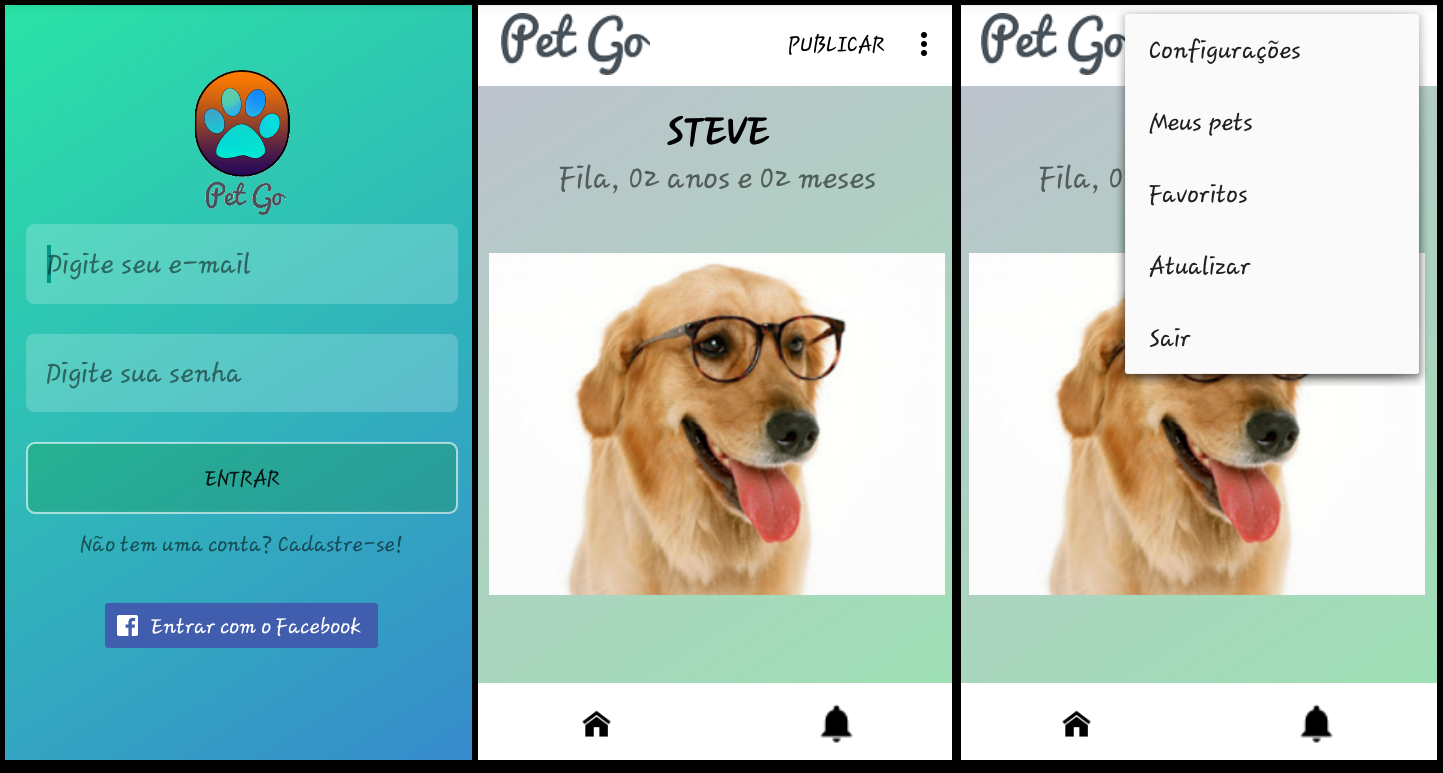 Pet Go
Digite seu e-mail
Digite sua senha
ENTRAR
Não tem uma conta? Cadastre-se!
Entrar com o Facebook
Pet Go
PUBLICAR
STEVE
Fila, 02 anos e 02 meses
Pet Go
Configurações
Meus pets
Favoritos
Atualizar
Sair
Fila, 0